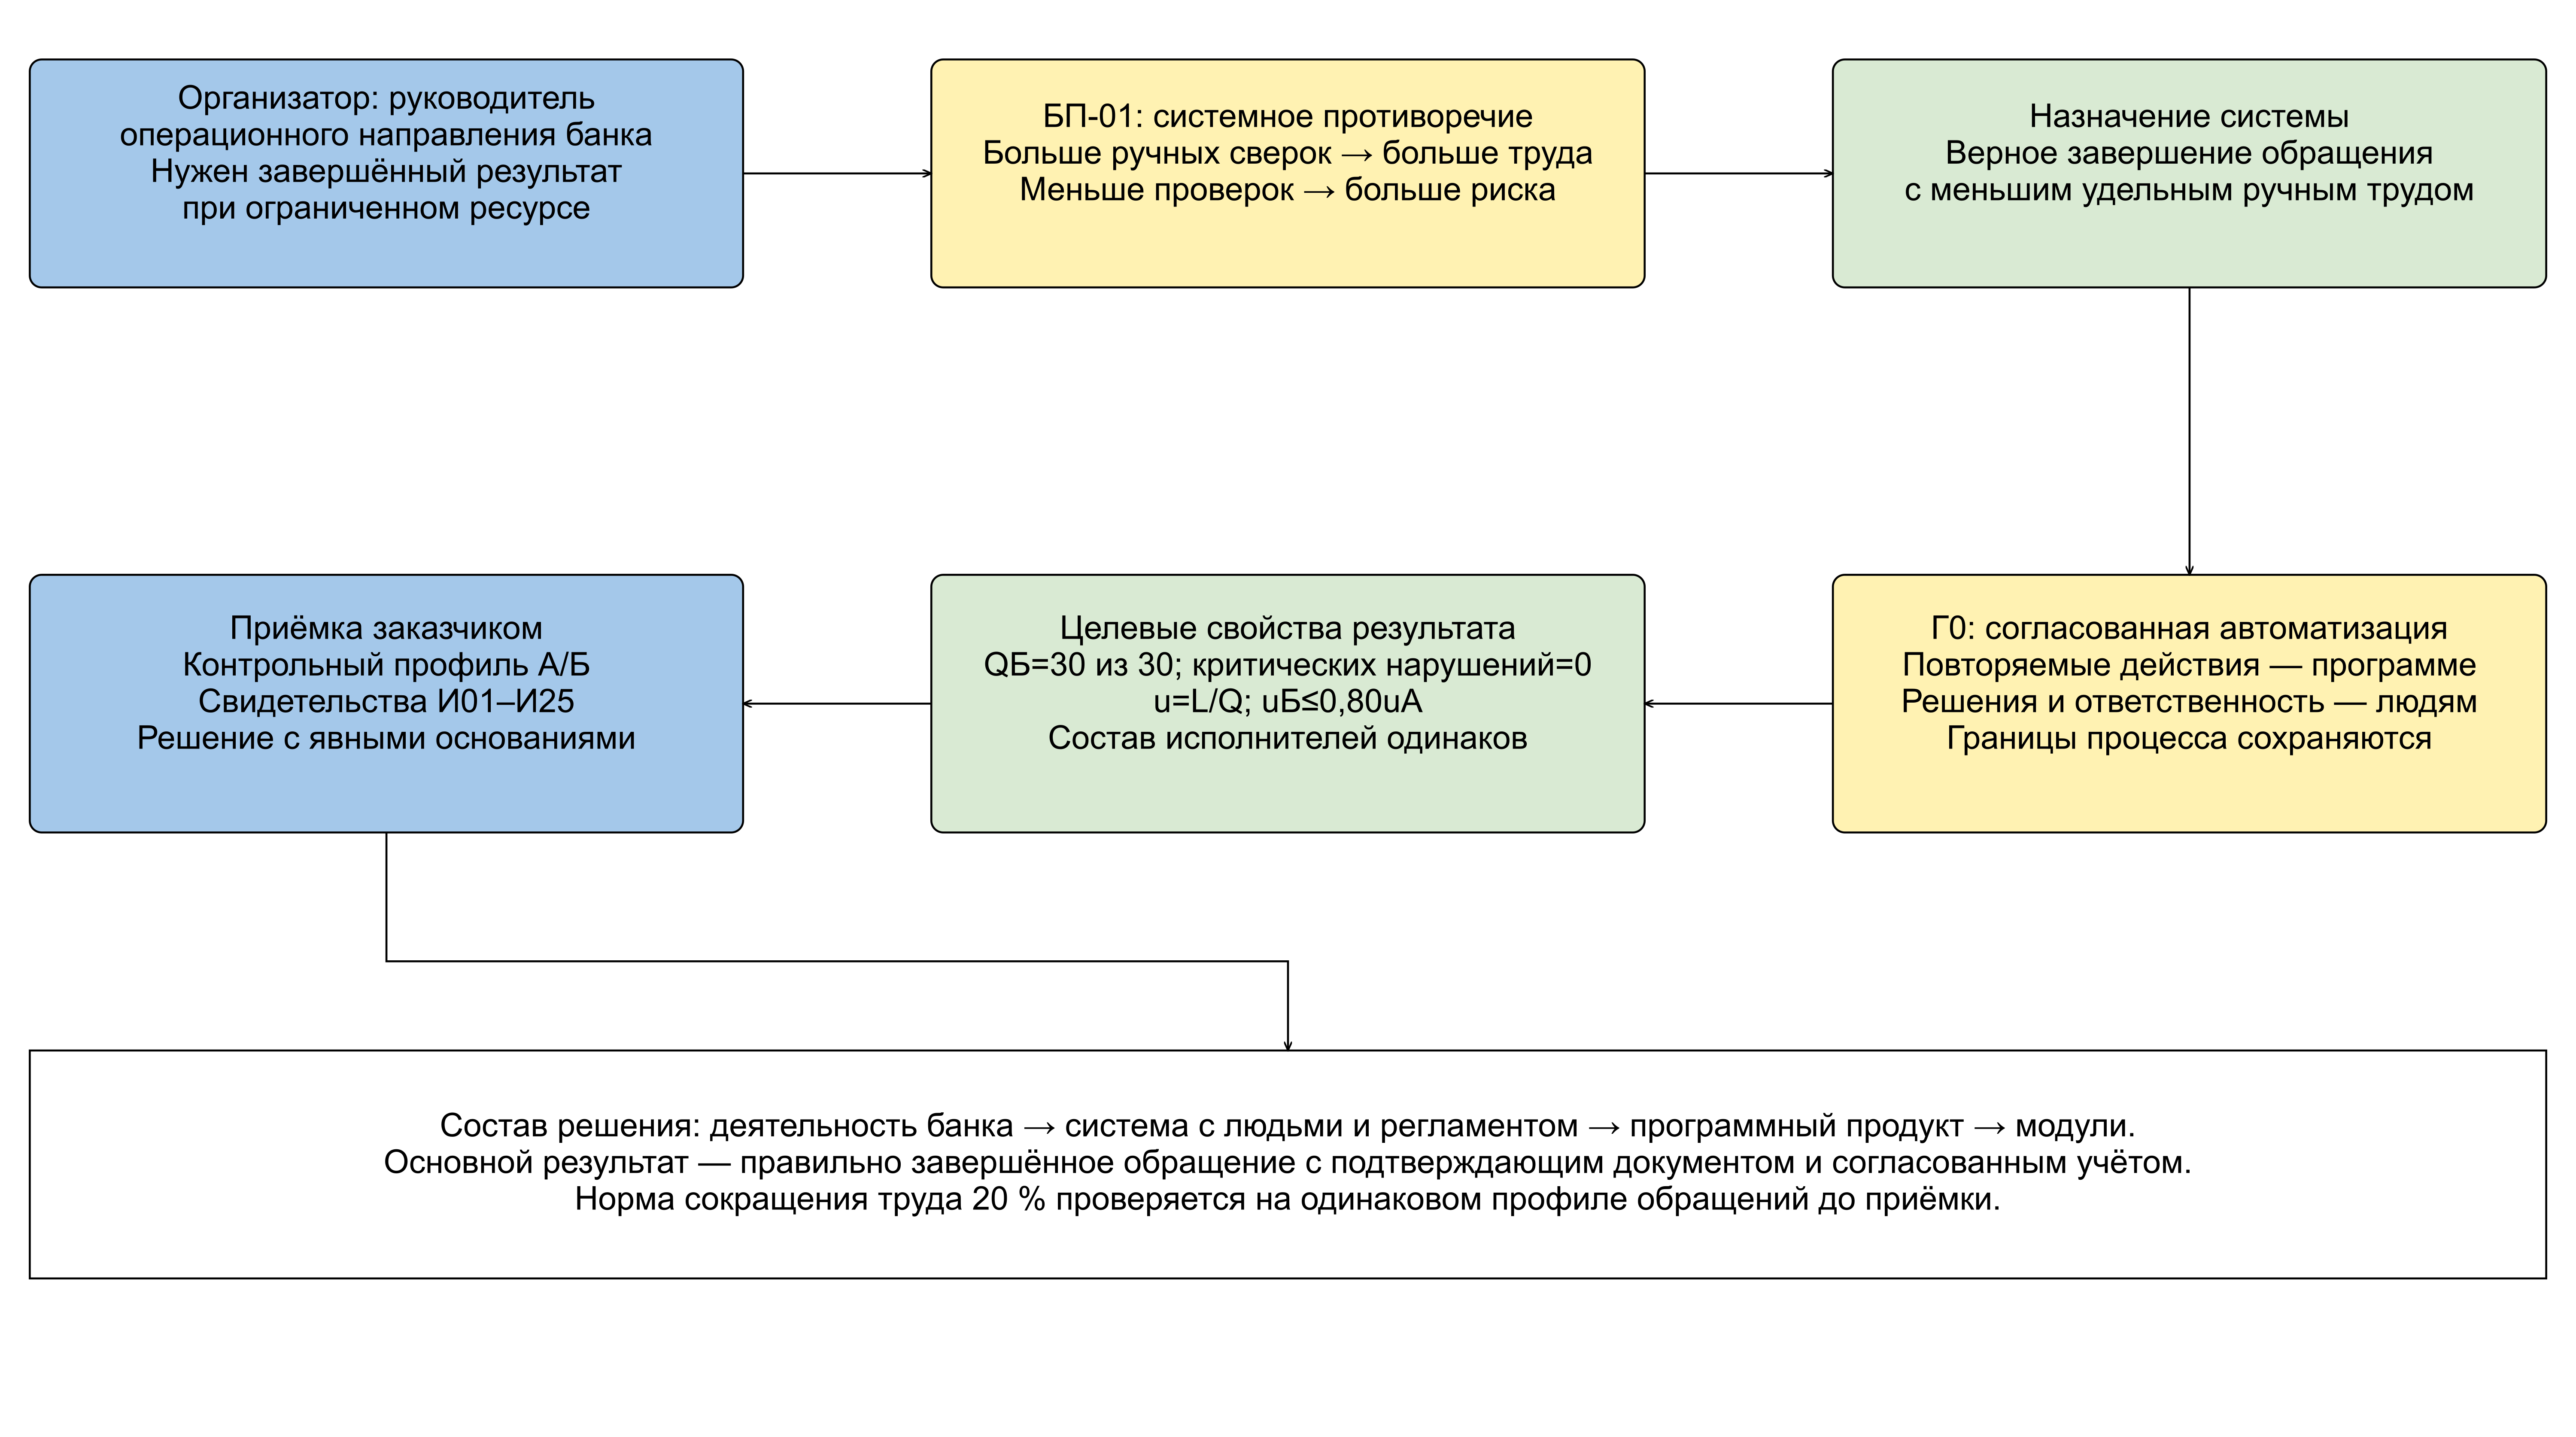 Организатор: руководитель
операционного направления банка
Нужен завершённый результат
при ограниченном ресурсе
БП-01: системное противоречие
Больше ручных сверок → больше труда
Меньше проверок → больше риска
Назначение системы
Верное завершение обращения
с меньшим удельным ручным трудом
Приёмка заказчиком
Контрольный профиль А/Б
Свидетельства И01–И25
Решение с явными основаниями
Целевые свойства результата
QБ=30 из 30; критических нарушений=0
u=L/Q; uБ≤0,80uА
Состав исполнителей одинаков
Г0: согласованная автоматизация
Повторяемые действия — программе
Решения и ответственность — людям
Границы процесса сохраняются
Состав решения: деятельность банка → система с людьми и регламентом → программный продукт → модули.
Основной результат — правильно завершённое обращение с подтверждающим документом и согласованным учётом.
Норма сокращения труда 20 % проверяется на одинаковом профиле обращений до приёмки.